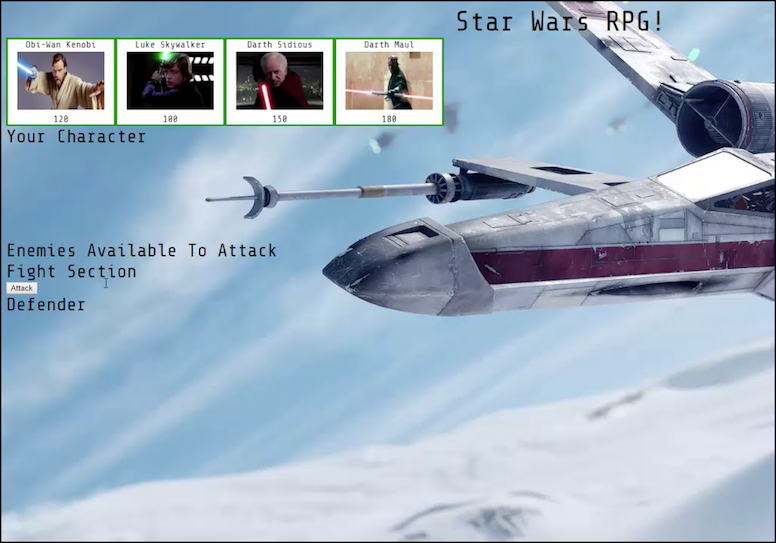 Star Wars RPG!
Obi-Wan Kenobi
Luke Skywalker
Darth Sidious
Darth Maul
120
100
150
180
Your Character
Enemies Available To Attack
Fight Section
Attack
Defender